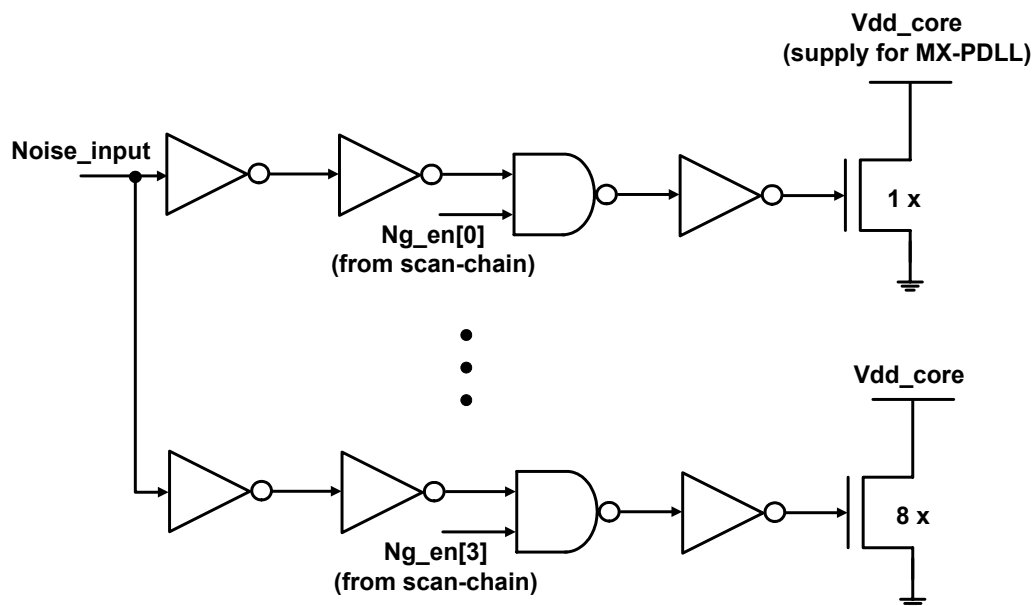 Vdd_core
(supply for MX-PDLL)
Noise_input
1 x
Ng_en[0]
(from scan-chain)
Vdd_core
8 x
Ng_en[3]
(from scan-chain)